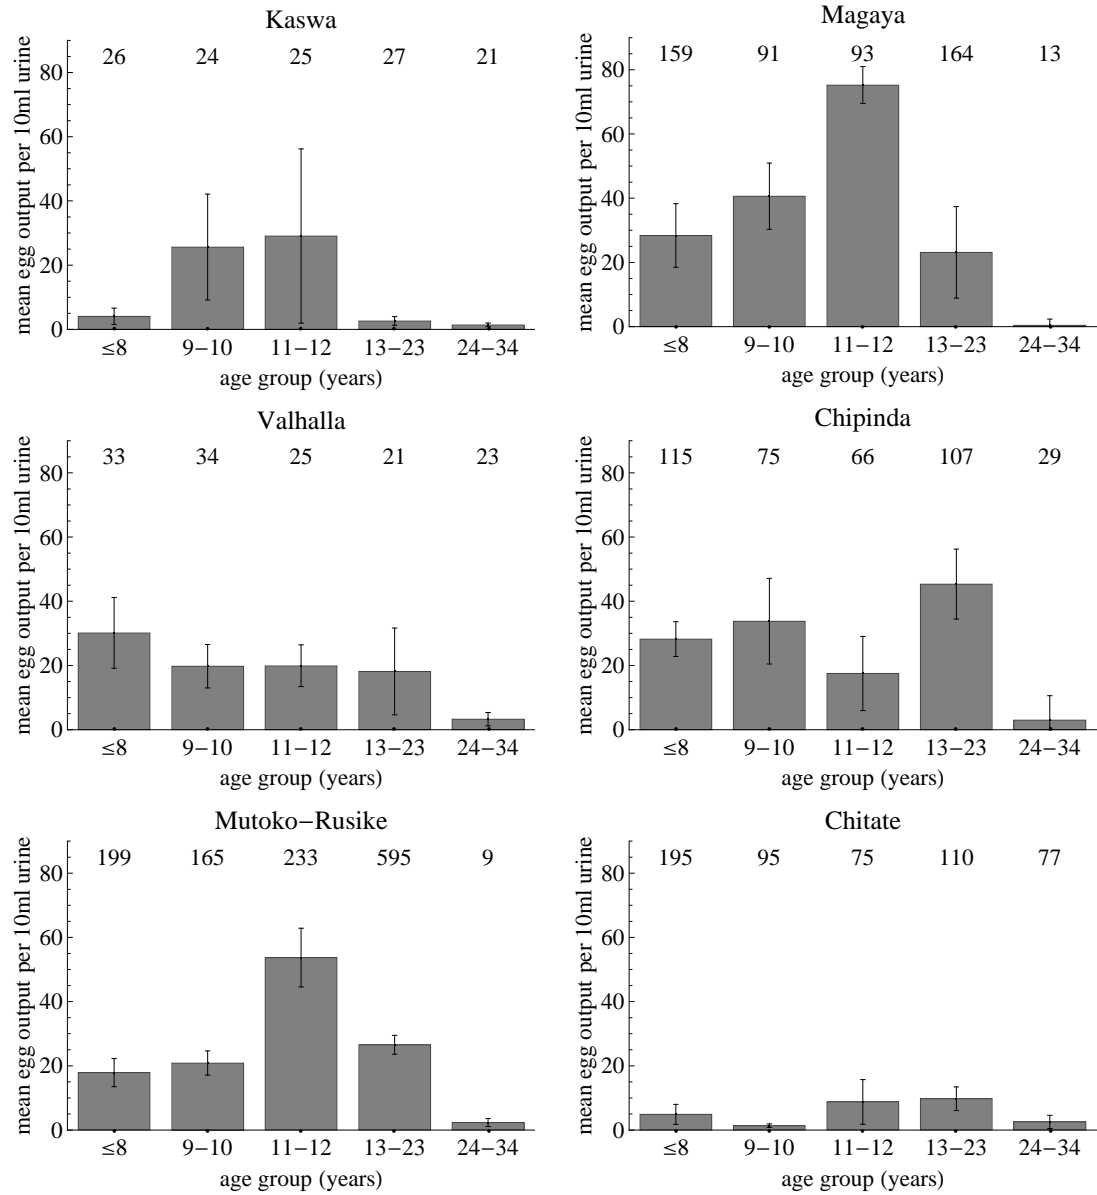 Kaswa
26 24 25 27 21
mean egg output per 10ml urine
80
60
40
20
0
≤8 9−10 11−12 13−23 24−34
age group (years)
Magaya
159 91 93 164 13
mean egg output per 10ml urine
80
60
40
20
0
≤8 9−10 11−12 13−23 24−34
age group (years)
Valhalla
33 34 25 21 23
mean egg output per 10ml urine
80
60
40
20
0
≤8 9−10 11−12 13−23 24−34
age group (years)
Chipinda
115 75 66 107 29
mean egg output per 10ml urine
80
60
40
20
0
≤8 9−10 11−12 13−23 24−34
age group (years)
Mutoko−Rusike
199 165 233 595 9
mean egg output per 10ml urine
80
60
40
20
0
≤8 9−10 11−12 13−23 24−34
age group (years)
Chitate
195 95 75 110 77
mean egg output per 10ml urine
80
60
40
20
0
≤8 9−10 11−12 13−23 24−34
age group (years)